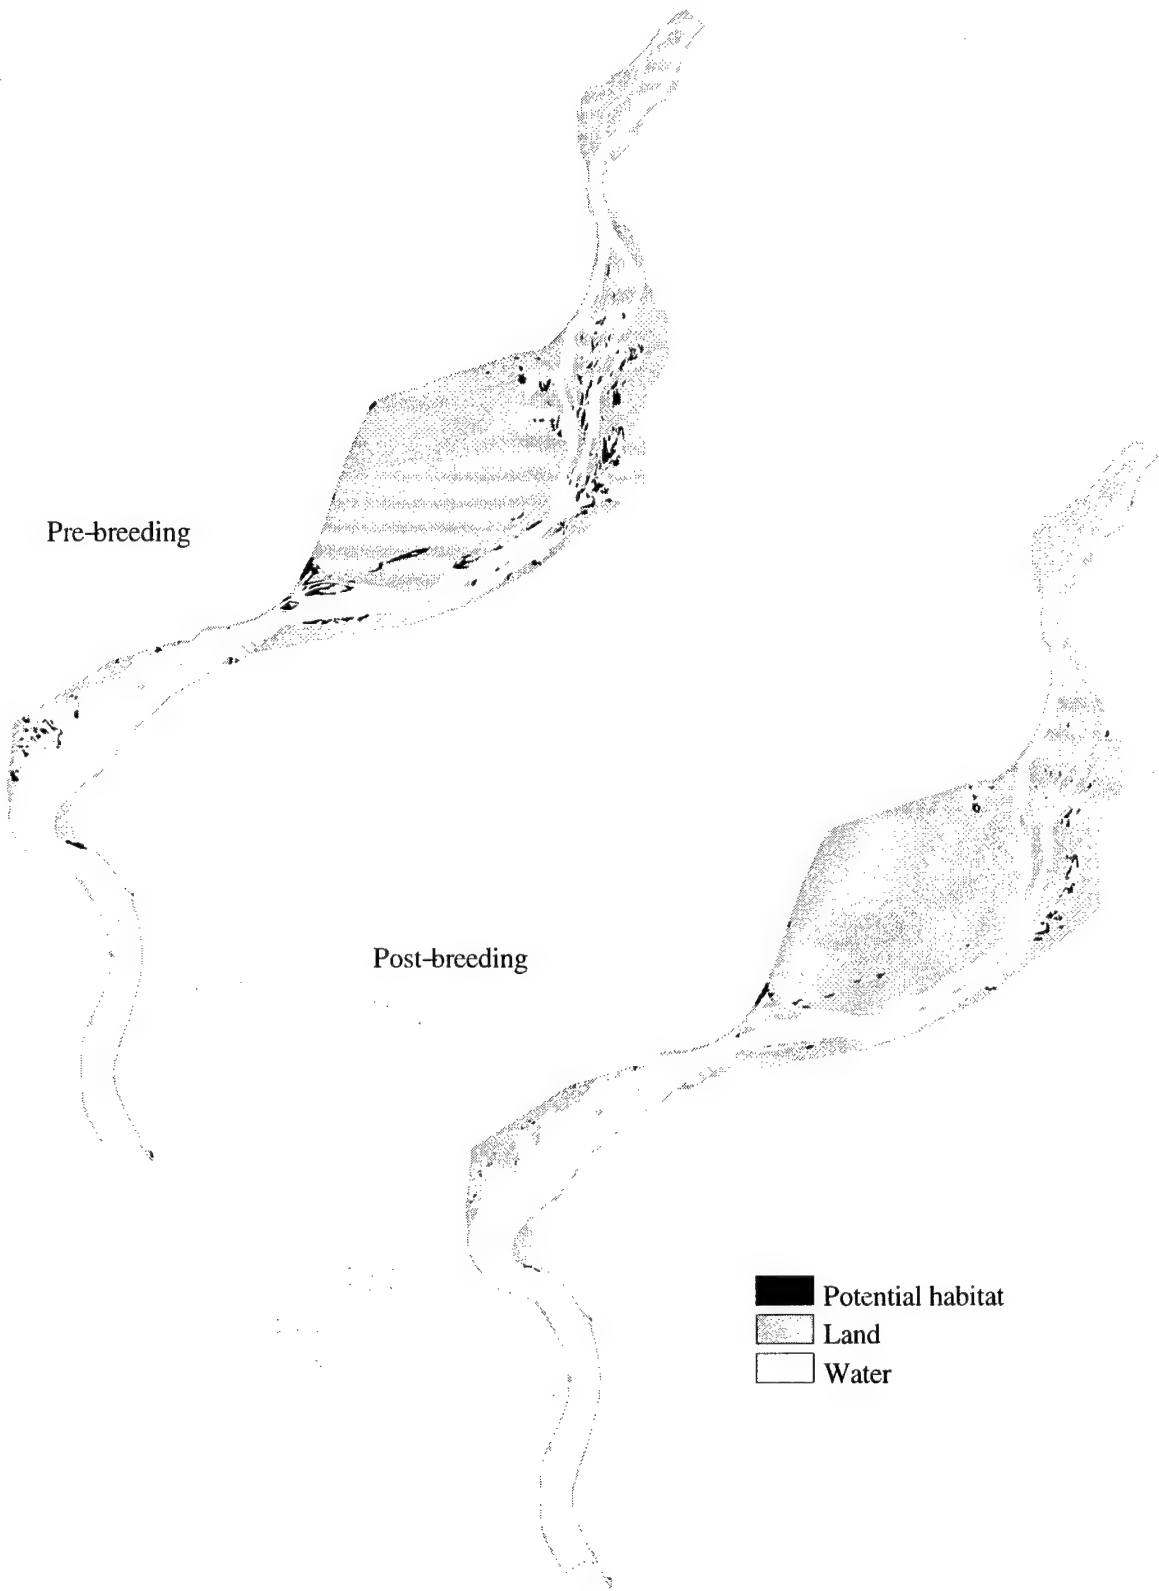 Pre-breeding
Post-breeding
Potential habitat
Land
Water